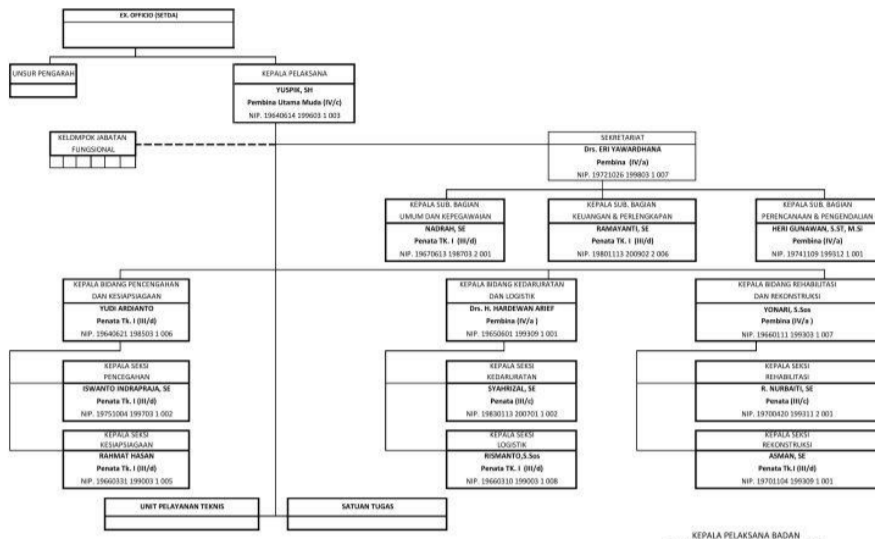 EX. OFFICIO (SETDA)
UNSUR PENGARAH
KEPALA PELAKSANA
YUSPIK, SH
Pembina Utama Muda (IV/c)
NIP. 19640614 199603 1 003
KELOMPOK JABATAN
FUNGSIONAL
SEKRETARIAT
Drs. ERI YAWARDHANA
Pembina (IV/a)
NIP. 19721026 199803 1 007
KEPALA SUB. BAGIAN
UMUM DAN KEPEGAWAIAN
NADRAH, SE
Penata TK. I (III/d)
NIP. 19670613 198703 2 001
KEPALA SUB. BAGIAN
KEUANGAN & PERLENGKAPAN
RAMAYANTI, SE
Penata TK. I (III/d)
NIP. 19801113 200902 2 006
KEPALA SUB. BAGIAN
PERENCANAAN & PENGENDALIAN
HERI GUNAWAN, S.ST, M.Si
Pembina (IV/a)
NIP. 19741109 199312 1 001
KEPALA BIDANG PENCEGAHAN
DAN KESIAPSIAGAAN
YUDI ARDIANTO
Penata Tk. I (III/d)
NIP. 19640621 198503 1 006
KEPALA BIDANG KEDARURATAN
DAN LOGISTIK
Drs. H. HARDEWAN ARIEF
Pembina (IV/a )
NIP. 19650601 199309 1 001
KEPALA BIDANG REHABILITASI
DAN REKONSTRUKSI
YONARI, S.Sos
Pembina (IV/a )
NIP. 19660111 199303 1 007
KEPALA SEKSI
PENCEGAHAN
ISWANTO INDRAPRAJA, SE
Penata Tk. I (III/d)
NIP. 19751004 199703 1 002
KEPALA SEKSI
KEDARURATAN
SYAHRIZAL, SE
Penata (III/c)
NIP. 19830113 200701 1 002
KEPALA SEKSI
REHABILITASI
R. NURBAITI, SE
Penata (III/c)
NIP. 19700420 199311 2 001
KEPALA SEKSI
KESIAPSIAGAAN
RAHMAT HASAN
Penata Tk. I (III/d)
NIP. 19660331 199003 1 005
KEPALA SEKSI
LOGISTIK
RISMANTO,S.Sos
Penata TK. I (III/d)
NIP. 19660310 199003 1 008
KEPALA SEKSI
REKONSTRUKSI
ASMAN, SE
Penata Tk.I (III/d)
NIP. 19701104 199309 1 001
UNIT PELAYANAN TEKNIS
SATUAN TUGAS
KEPALA PELAKSANA BADAN